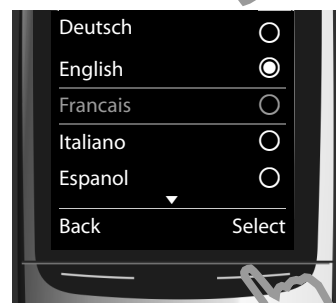 Deutsch
English
Francais
Italiano
Espanol
Back Select